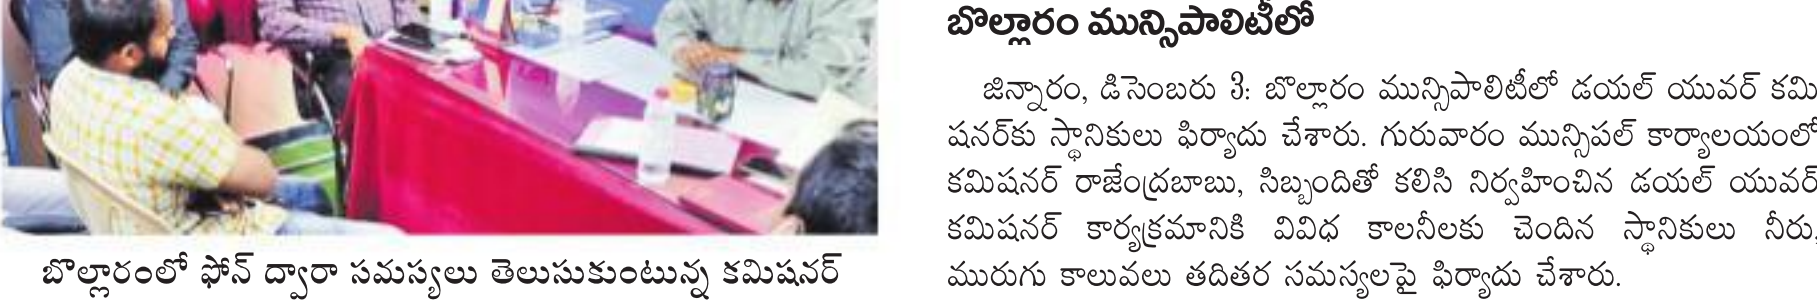 బొల్లారంలో ఫోన్ ద్వారా సమస్యలు తెలుసుకుంటున్న కమిషనర్
బొల్లారం మున్సిపాలిటీలో
జిన్నారం, డిసెంబరు 3: బొల్లారం మున్సిపాలిటీలో డయల్ యువర్ కమి
షనర్‌కు స్థానికులు ఫిర్యాదు చేశారు. గురువారం మున్సిపల్ కార్యాలయంలో
కమిషనర్ రాజేంద్రబాబు, సిబ్బందితో కలిసి నిర్వహించిన డయల్ యువర్
కమిషనర్ కార్యక్రమానికి వివిధ కాలనీలకు చెందిన స్థానికులు నీరు,
మురుగు కాలువలు తదితర సమస్యలపై ఫిర్యాదు చేశారు.